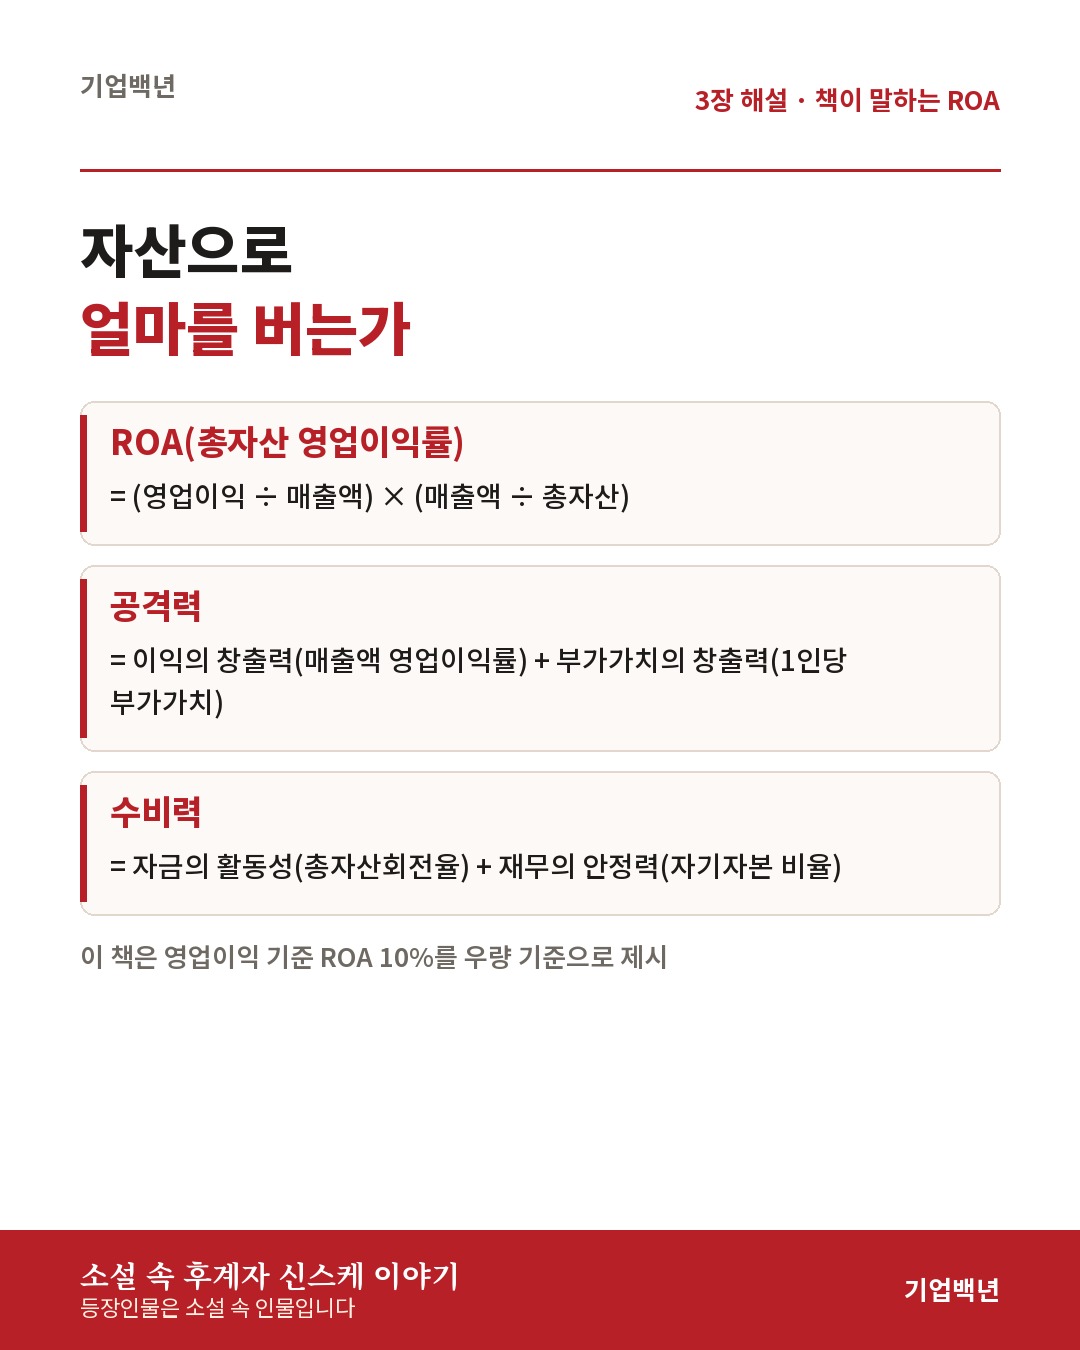 기업백년
3장 해설 · 책이 말하는 ROA
자산으로
얼마를 버는가
ROA(총자산 영업이익률)
= (영업이익 ÷ 매출액) × (매출액 ÷ 총자산)
공격력
= 이익의 창출력(매출액 영업이익률) + 부가가치의 창출력(1인당
부가가치)
수비력
= 자금의 활동성(총자산회전율) + 재무의 안정력(자기자본 비율)
이 책은 영업이익 기준 ROA 10%를 우량 기준으로 제시
소설 속 후계자 신스케 이야기
등장인물은 소설 속 인물입니다
기업백년